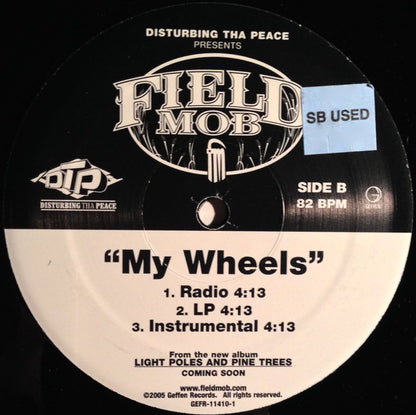 DISTURBING THA PEACE
PRESENTS
FIELD
MOB
SB USED
DTP
DISTURBING THA PEACE
SIDE B
82 BPM
G
GEFFEN
"My Wheels"
1. Radio 4:13
2. LP 4:13
3. Instrumental 4:13
From the new album
LIGHT POLES AND PINE TREES
COMING SOON
www.fieldmob.com
©2005 Geffen Records. All rights reserved.
GEFR-11410-1